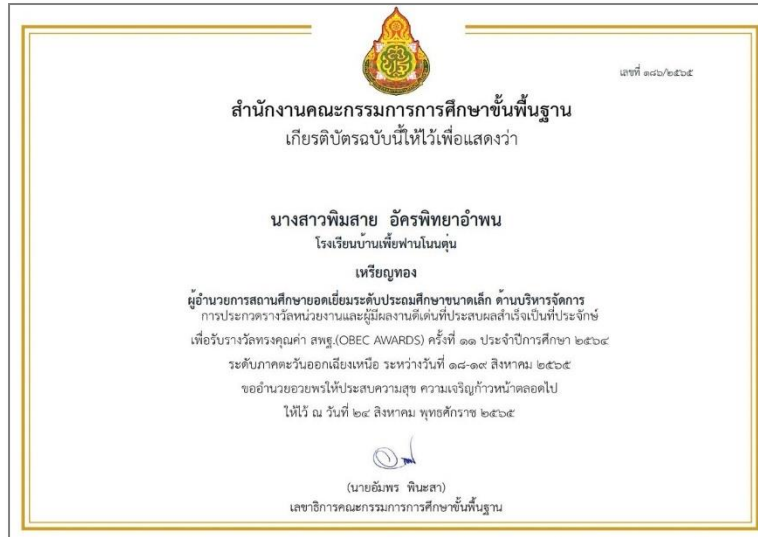 เลขที่ ๑๘๖/๒๕๖๕
สำนักงานคณะกรรมการการศึกษาขั้นพื้นฐาน
เกียรติบัตรฉบับนี้ให้ไว้เพื่อแสดงว่า
นางสาวพิมสาย อัครพิทยาอำพน
โรงเรียนบ้านเพี้ยฟานโนนตุ่น
เหรียญทอง
ผู้อำนวยการสถานศึกษายอดเยี่ยมระดับประถมศึกษาขนาดเล็ก ด้านบริหารจัดการ
การประกวดรางวัลหน่วยงานและผู้มีผลงานดีเด่นที่ประสบผลสำเร็จเป็นที่ประจักษ์
เพื่อรับรางวัลทรงคุณค่า สพฐ.(OBEC AWARDS) ครั้งที่ ๑๑ ประจำปีการศึกษา ๒๕๖๔
ระดับภาคตะวันออกเฉียงเหนือ ระหว่างวันที่ ๑๘-๑๙ สิงหาคม ๒๕๖๕
ขออำนวยอวยพรให้ประสบความสุข ความเจริญก้าวหน้าตลอดไป
ให้ไว้ ณ วันที่ ๒๔ สิงหาคม พุทธศักราช ๒๕๖๕
(นายอัมพร พินะสา)
เลขาธิการคณะกรรมการการศึกษาขั้นพื้นฐาน